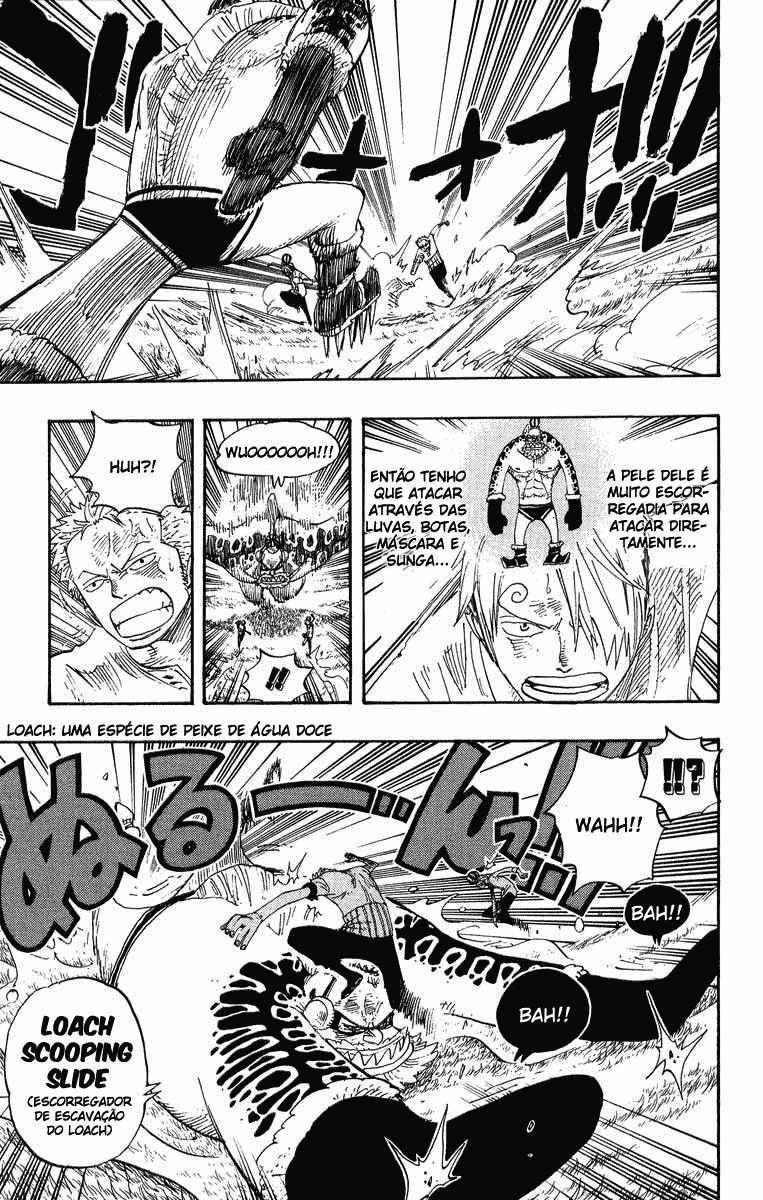 ドォオ!!!
A PELE DELE É
MUITO ESCOR-
REGADIA PARA
ATACAR DIRE-
TAMENTE...
ENTÃO TENHO
QUE ATACAR
ATRAVÉS DAS
LUVAS, BOTAS,
MÁSCARA E
SUNGA...
WUOOOOOOH!!!
!!
HUH?!
LOACH: UMA ESPÉCIE DE PEIXE DE ÁGUA DOCE
!!?
WAHH!!
ぬるーんっ
BAH!!
BAH!!
LOACH
SCOOPING
SLIDE
(ESCORREGADOR
DE ESCAVAÇÃO
DO LOACH)